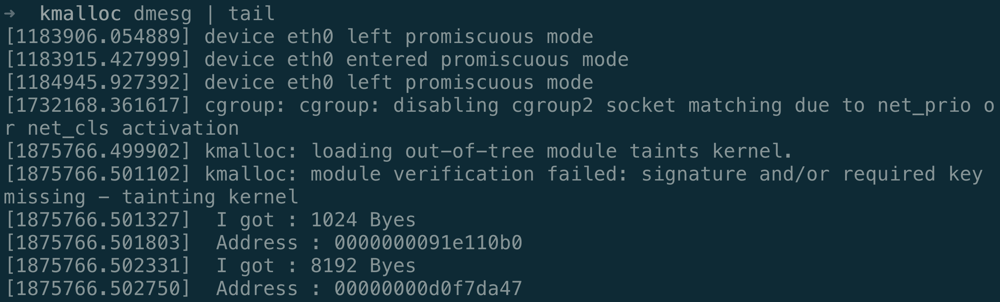 →  kmalloc dmesg | tail
[1183906.054889] device eth0 left promiscuous mode
[1183915.427999] device eth0 entered promiscuous mode
[1184945.927392] device eth0 left promiscuous mode
[1732168.361617] cgroup: cgroup: disabling cgroup2 socket matching due to net_prio o
r net_cls activation
[1875766.499902] kmalloc: loading out-of-tree module taints kernel.
[1875766.501102] kmalloc: module verification failed: signature and/or required key
missing - tainting kernel
[1875766.501327]  I got : 1024 Byes
[1875766.501803]  Address : 0000000091e110b0
[1875766.502331]  I got : 8192 Byes
[1875766.502750]  Address : 00000000d0f7da47